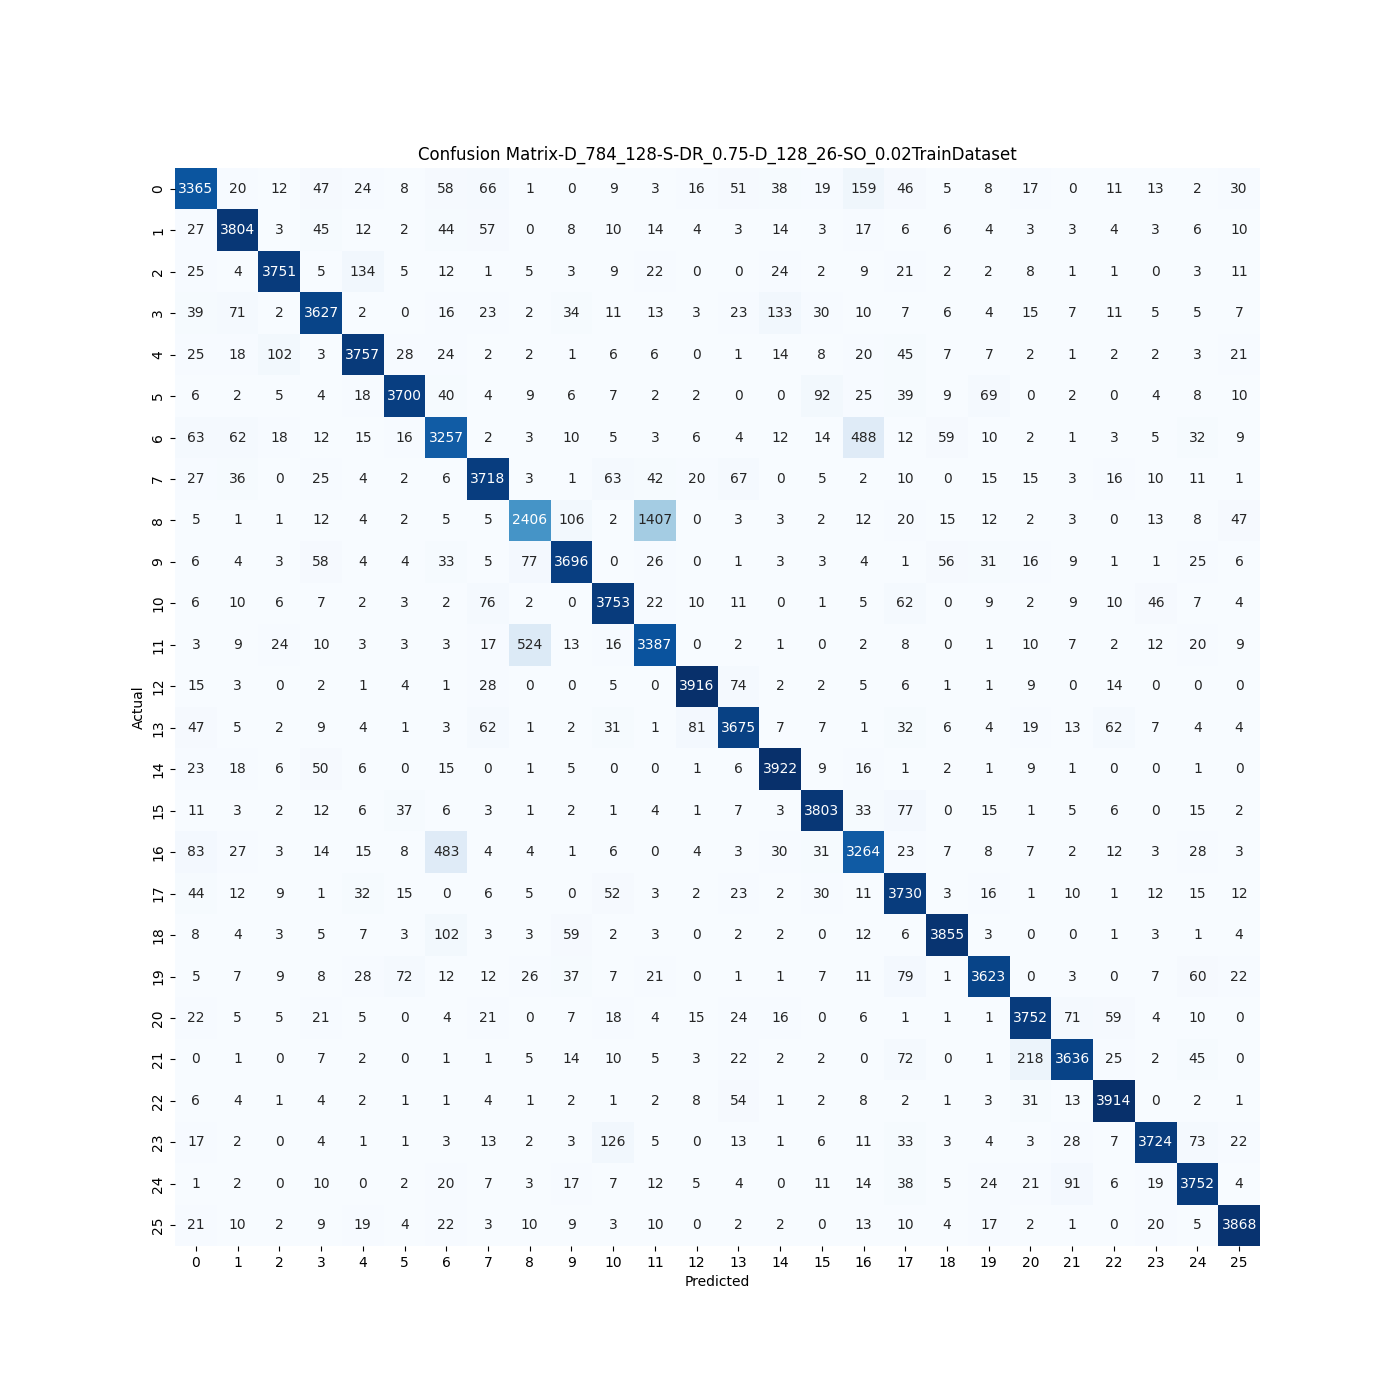 Confusion Matrix-D_784_128-S-DR_0.75-D_128_26-SO_0.02TrainDataset
0 3365 20 12 47 24 8 58 66 1 0 9 3 16 51 38 19 159 46 5 8 17 0 11 13 2 30
1 27 3804 3 45 12 2 44 57 0 8 10 14 4 3 14 3 17 6 6 4 3 3 4 3 6 10
2 25 4 3751 5 134 5 12 1 5 3 9 22 0 0 24 2 9 21 2 2 8 1 1 0 3 11
3 39 71 2 3627 2 0 16 23 2 34 11 13 3 23 133 30 10 7 6 4 15 7 11 5 5 7
4 25 18 102 3 3757 28 24 2 2 1 6 6 0 1 14 8 20 45 7 7 2 1 2 2 3 21
5 6 2 5 4 18 3700 40 4 9 6 7 2 2 0 0 92 25 39 9 69 0 2 0 4 8 10
6 63 62 18 12 15 16 3257 2 3 10 5 3 6 4 12 14 488 12 59 10 2 1 3 5 32 9
7 27 36 0 25 4 2 6 3718 3 1 63 42 20 67 0 5 2 10 0 15 15 3 16 10 11 1
8 5 1 1 12 4 2 5 5 2406 106 2 1407 0 3 3 2 12 20 15 12 2 3 0 13 8 47
9 6 4 3 58 4 4 33 5 77 3696 0 26 0 1 3 3 4 1 56 31 16 9 1 1 25 6
10 6 10 6 7 2 3 2 76 2 0 3753 22 10 11 0 1 5 62 0 9 2 9 10 46 7 4
11 3 9 24 10 3 3 3 17 524 13 16 3387 0 2 1 0 2 8 0 1 10 7 2 12 20 9
12 15 3 0 2 1 4 1 28 0 0 5 0 3916 74 2 2 5 6 1 1 9 0 14 0 0 0
13 47 5 2 9 4 1 3 62 1 2 31 1 81 3675 7 7 1 32 6 4 19 13 62 7 4 4
14 23 18 6 50 6 0 15 0 1 5 0 0 1 6 3922 9 16 1 2 1 9 1 0 0 1 0
15 11 3 2 12 6 37 6 3 1 2 1 4 1 7 3 3803 33 77 0 15 1 5 6 0 15 2
16 83 27 3 14 15 8 483 4 4 1 6 0 4 3 30 31 3264 23 7 8 7 2 12 3 28 3
17 44 12 9 1 32 15 0 6 5 0 52 3 2 23 2 30 11 3730 3 16 1 10 1 12 15 12
18 8 4 3 5 7 3 102 3 3 59 2 3 0 2 2 0 12 6 3855 3 0 0 1 3 1 4
19 5 7 9 8 28 72 12 12 26 37 7 21 0 1 1 7 11 79 1 3623 0 3 0 7 60 22
20 22 5 5 21 5 0 4 21 0 7 18 4 15 24 16 0 6 1 1 1 3752 71 59 4 10 0
21 0 1 0 7 2 0 1 1 5 14 10 5 3 22 2 2 0 72 0 1 218 3636 25 2 45 0
22 6 4 1 4 2 1 1 4 1 2 1 2 8 54 1 2 8 2 1 3 31 13 3914 0 2 1
23 17 2 0 4 1 1 3 13 2 3 126 5 0 13 1 6 11 33 3 4 3 28 7 3724 73 22
24 1 2 0 10 0 2 20 7 3 17 7 12 5 4 0 11 14 38 5 24 21 91 6 19 3752 4
25 21 10 2 9 19 4 22 3 10 9 3 10 0 2 2 0 13 10 4 17 2 1 0 20 5 3868
Actual
0 1 2 3 4 5 6 7 8 9 10 11 12 13 14 15 16 17 18 19 20 21 22 23 24 25
Predicted